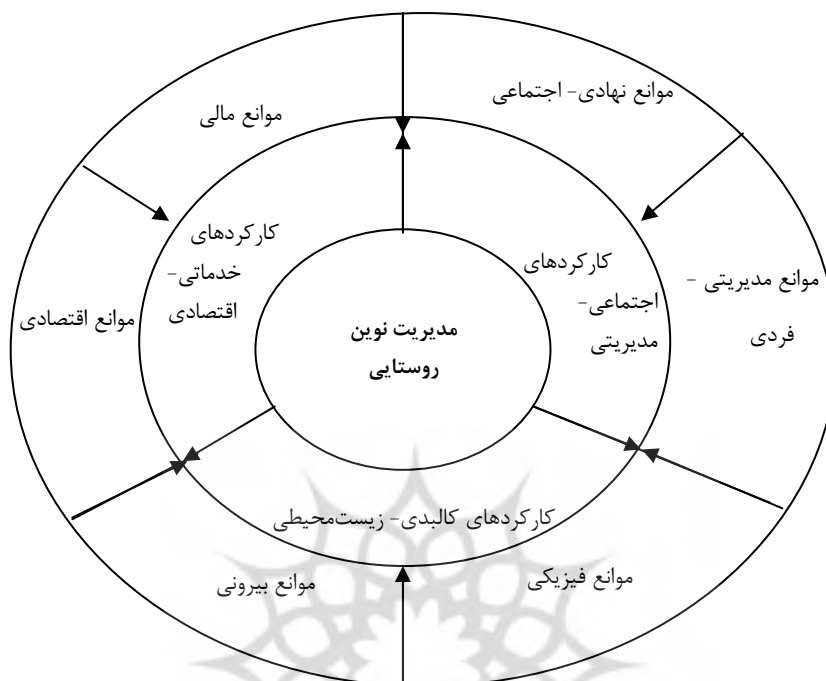 موانع نهادی- اجتماعی
موانع مالی
کارکردهای
خدماتی-
اقتصادی
کارکردهای
اجتماعی-
مدیریتی
موانع مدیریتی -
فردی
موانع اقتصادی
مدیریت نوین
روستایی
کارکردهای کالبدی- زیست‌محیطی
موانع فیزیکی
موانع بیرونی